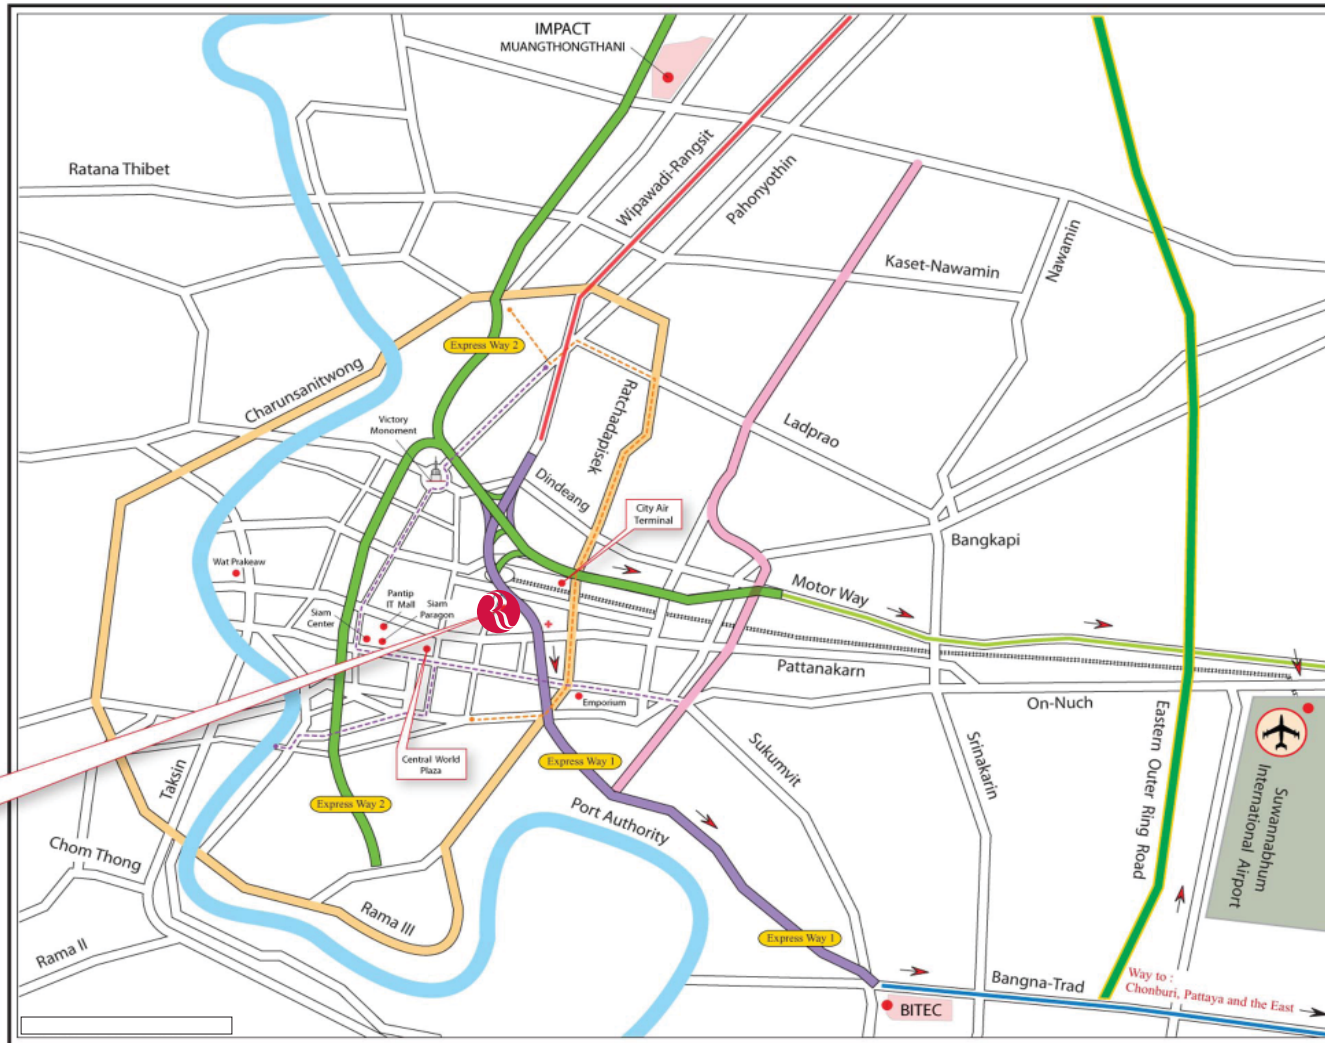 IMPACT
MUANGTHONGTHANI
Ratana Thibet
Wipawadi-Rangsit
Pahonyothin
Kaset-Nawamin
Nawamin
Express Way 2
Charunsanitwong
Victory
Monoment
Ratchadapisek
Ladprao
Dindeang
City Air
Terminal
Bangkapi
Wat Prakeaw
Motor Way
Pantip
IT Mall
Siam
Paragon
Siam
Center
Pattanakarn
Emporium
On-Nuch
Central World
Plaza
Express Way 1
Sukumvit
Srinakarin
Eastern Outer Ring Road
Suwannabhum
International Airport
Taksin
Express Way 2
Port Authority
Chom Thong
Rama III
Rama II
Express Way 1
Bangna-Trad
Way to :
Chonburi, Pattaya and the East
BITEC